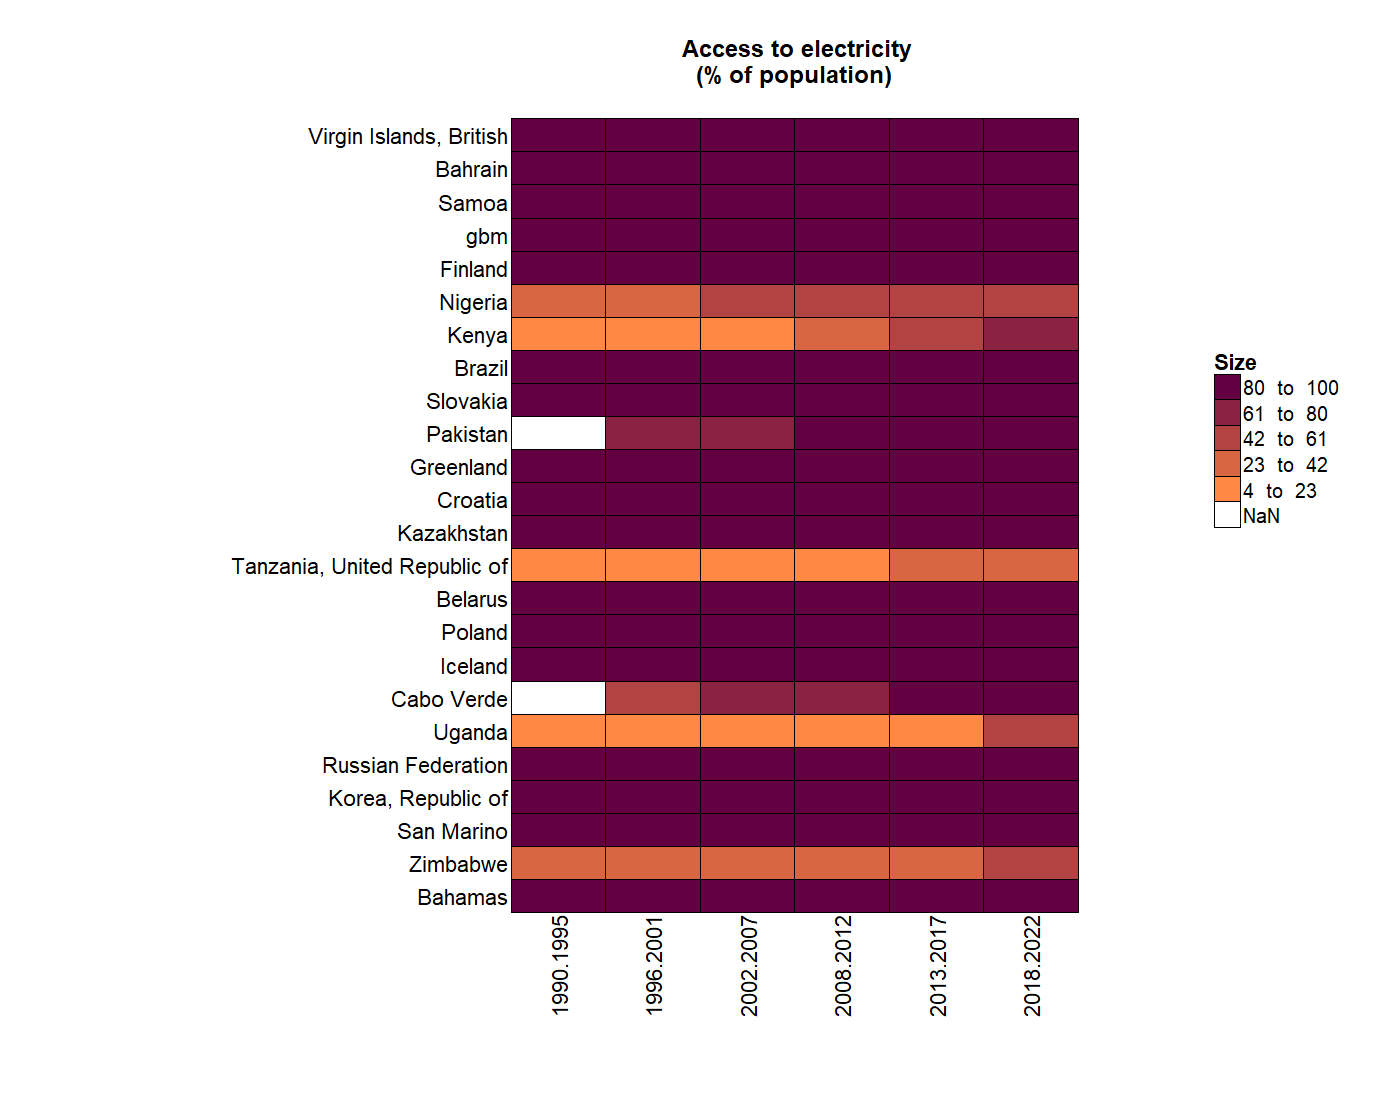 Access to electricity
(% of population)
Virgin Islands, British
Bahrain
Samoa
gbm
Finland
Nigeria
Kenya
Brazil
Slovakia
Pakistan
Greenland
Croatia
Kazakhstan
Tanzania, United Republic of
Belarus
Poland
Iceland
Cabo Verde
Uganda
Russian Federation
Korea, Republic of
San Marino
Zimbabwe
Bahamas
1990.1995
1996.2001
2002.2007
2008.2012
2013.2017
2018.2022
Size
80 to 100
61 to 80
42 to 61
23 to 42
4 to 23
NaN